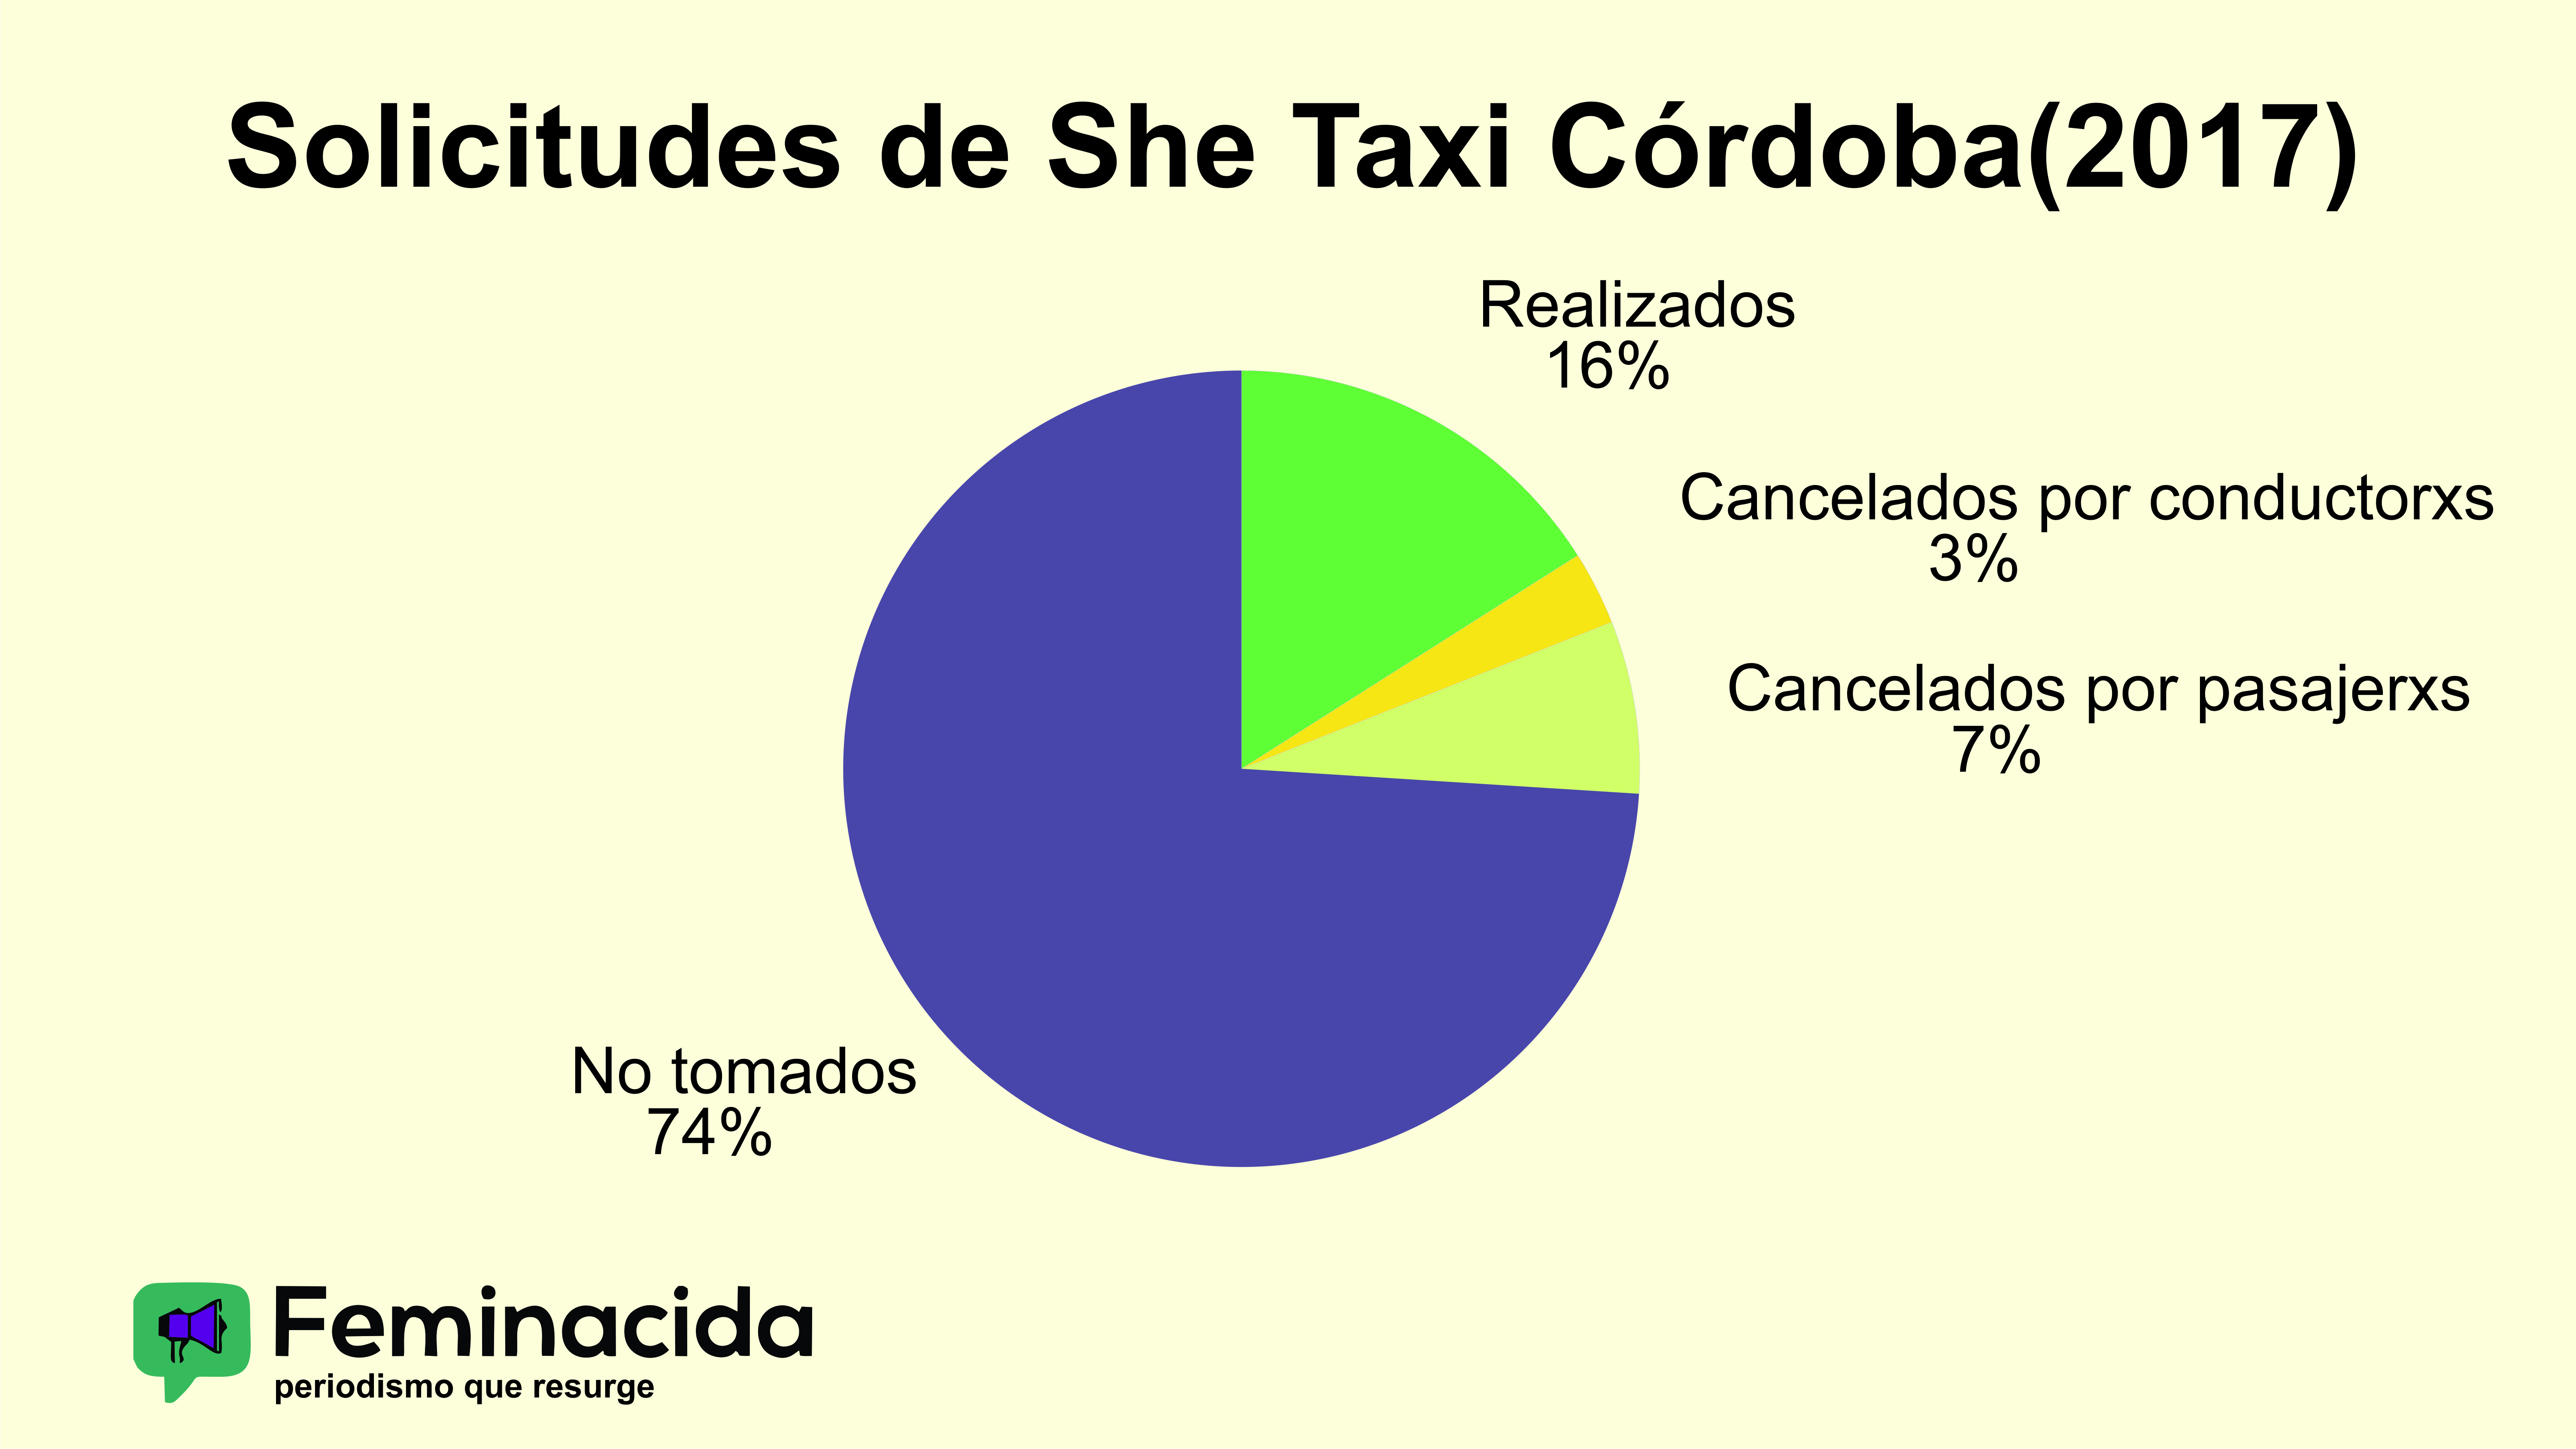 Solicitudes de She Taxi Córdoba(2017)
Realizados
16%
Cancelados por conductorxs
3%
Cancelados por pasajerxs
7%
No tomados
74%
Feminacida
periodismo que resurge